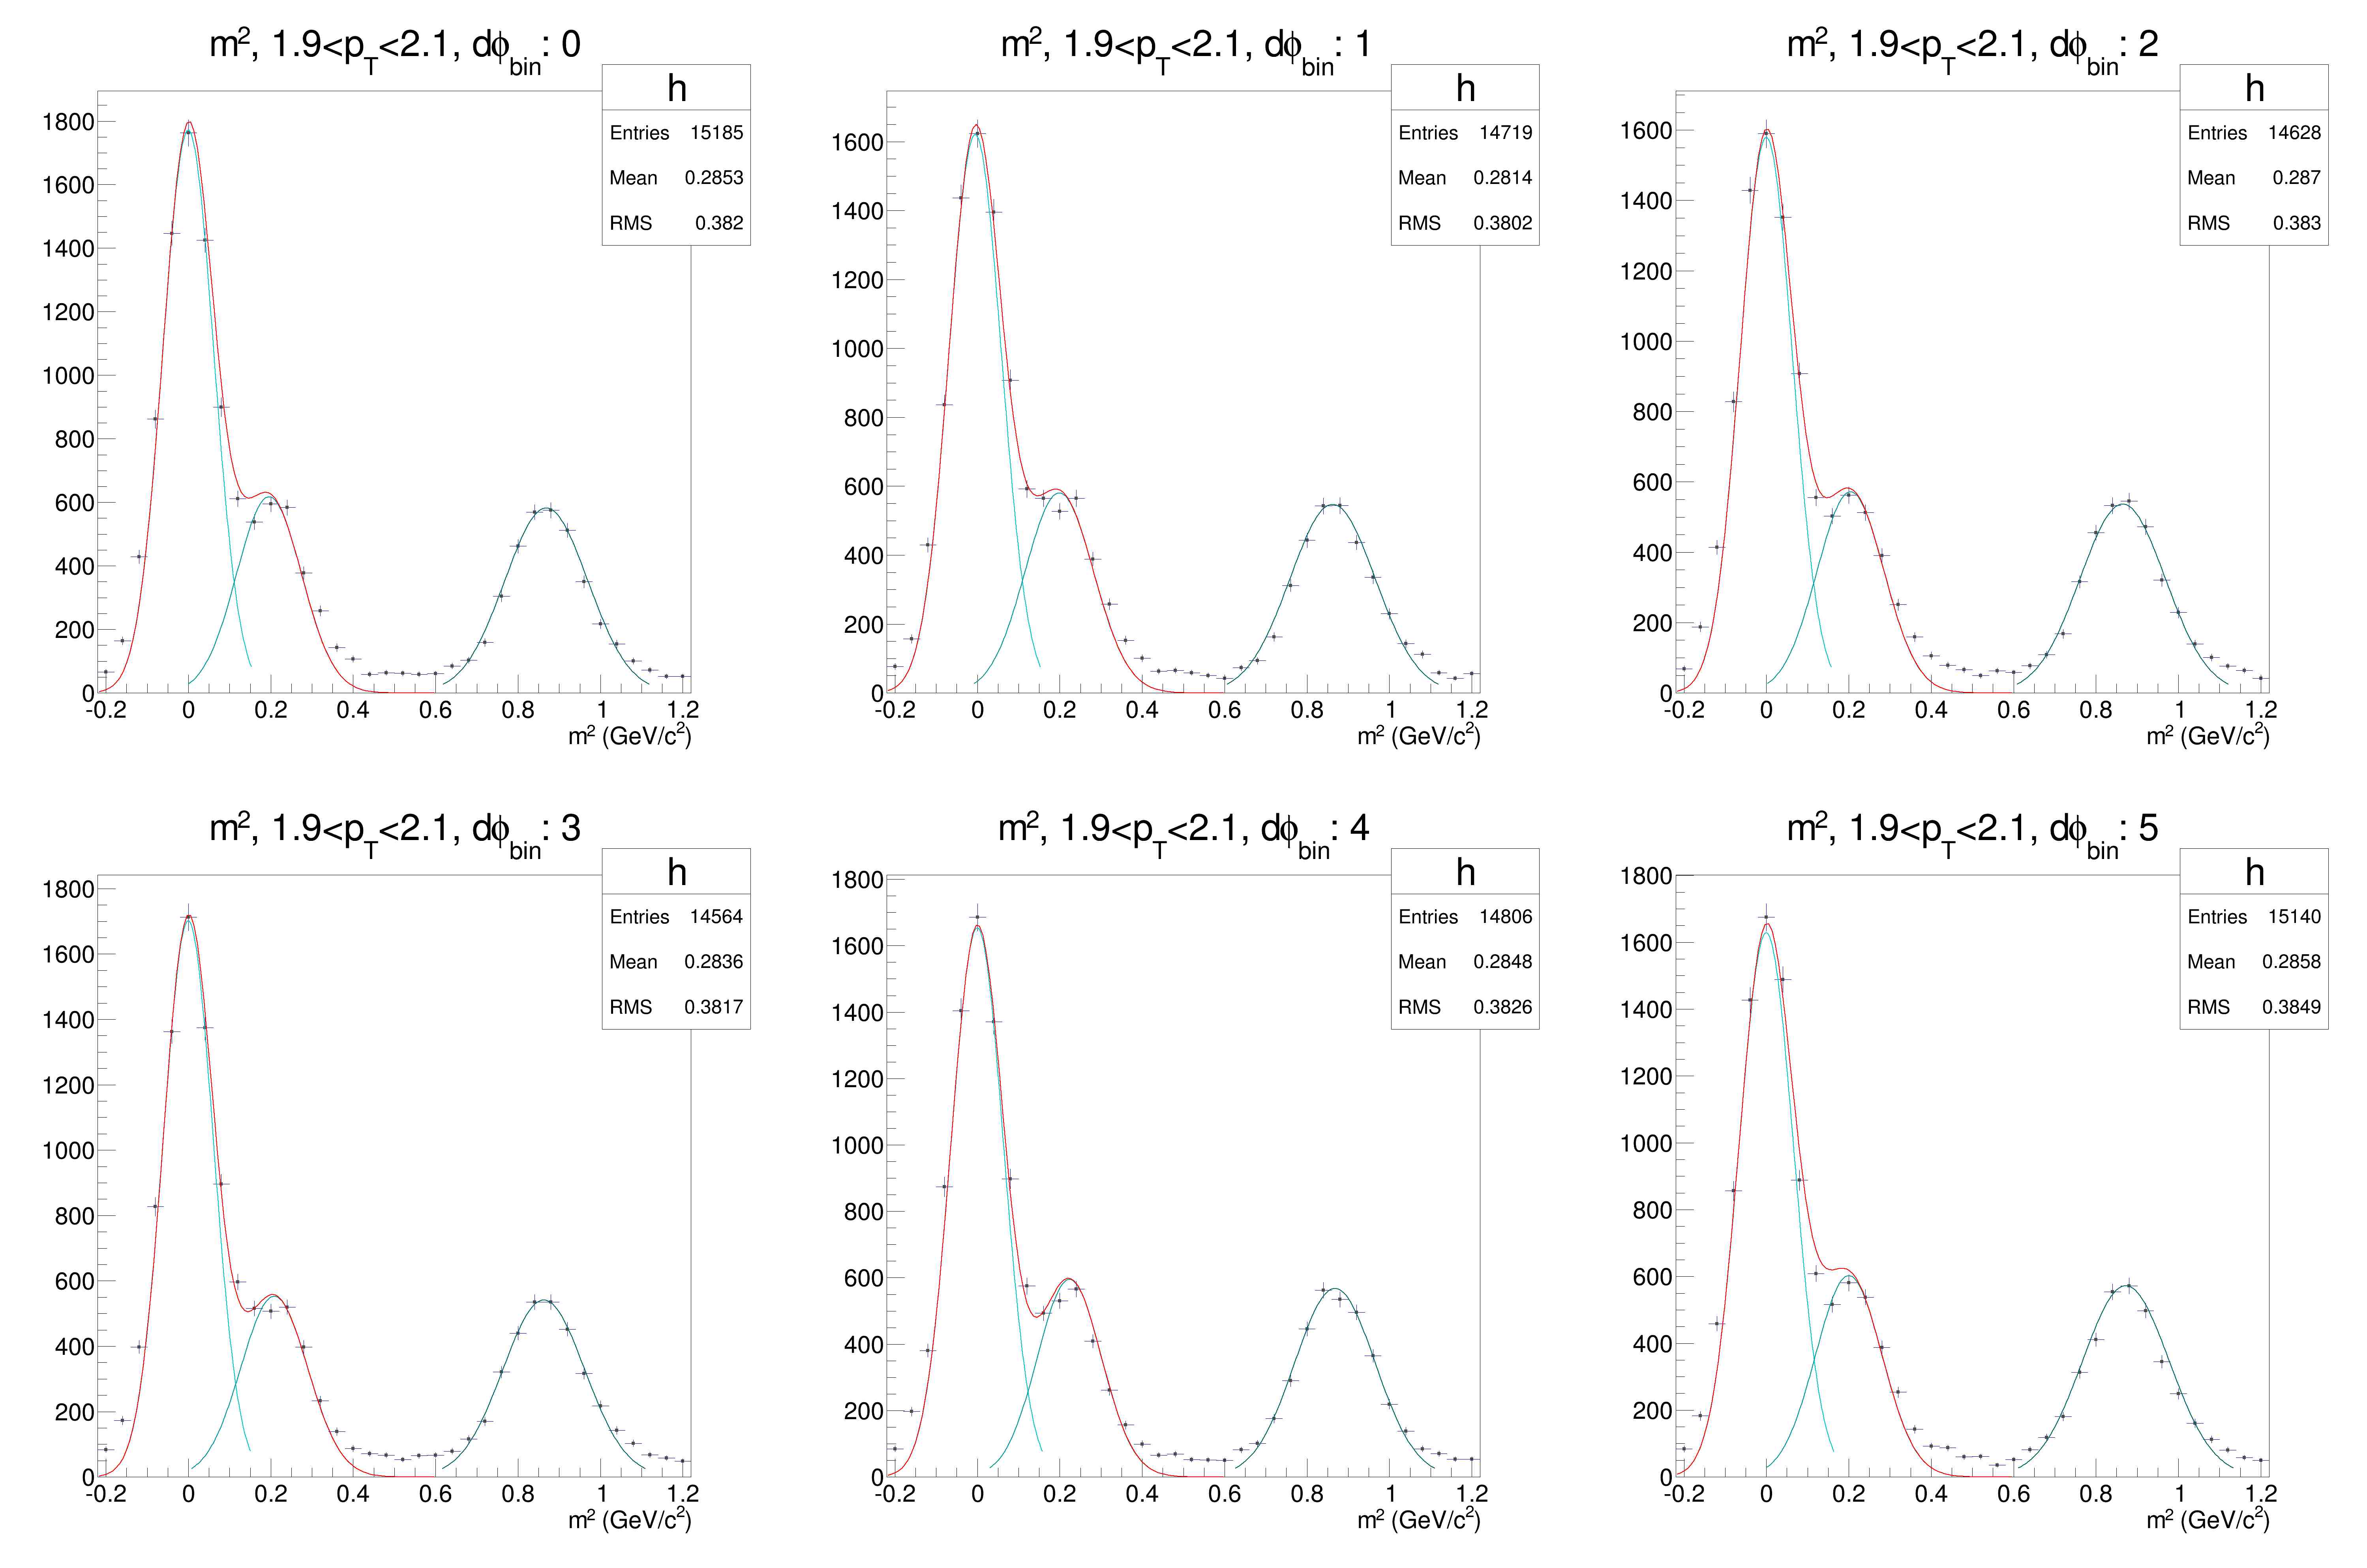 m², 1.9<p_T<2.1, dϕ_bin: 0
h
Entries 15185
Mean 0.2853
RMS 0.382
1800
1600
1400
1200
1000
800
600
400
200
0
-0.2 0 0.2 0.4 0.6 0.8 1 1.2
m² (GeV/c²)
m², 1.9<p_T<2.1, dϕ_bin: 1
h
Entries 14719
Mean 0.2814
RMS 0.3802
1600
1400
1200
1000
800
600
400
200
0
-0.2 0 0.2 0.4 0.6 0.8 1 1.2
m² (GeV/c²)
m², 1.9<p_T<2.1, dϕ_bin: 2
h
Entries 14628
Mean 0.287
RMS 0.383
1600
1400
1200
1000
800
600
400
200
0
-0.2 0 0.2 0.4 0.6 0.8 1 1.2
m² (GeV/c²)
m², 1.9<p_T<2.1, dϕ_bin: 3
h
Entries 14564
Mean 0.2836
RMS 0.3817
1800
1600
1400
1200
1000
800
600
400
200
0
-0.2 0 0.2 0.4 0.6 0.8 1 1.2
m² (GeV/c²)
m², 1.9<p_T<2.1, dϕ_bin: 4
h
Entries 14806
Mean 0.2848
RMS 0.3826
1800
1600
1400
1200
1000
800
600
400
200
0
-0.2 0 0.2 0.4 0.6 0.8 1 1.2
m² (GeV/c²)
m², 1.9<p_T<2.1, dϕ_bin: 5
h
Entries 15140
Mean 0.2858
RMS 0.3849
1800
1600
1400
1200
1000
800
600
400
200
0
-0.2 0 0.2 0.4 0.6 0.8 1 1.2
m² (GeV/c²)